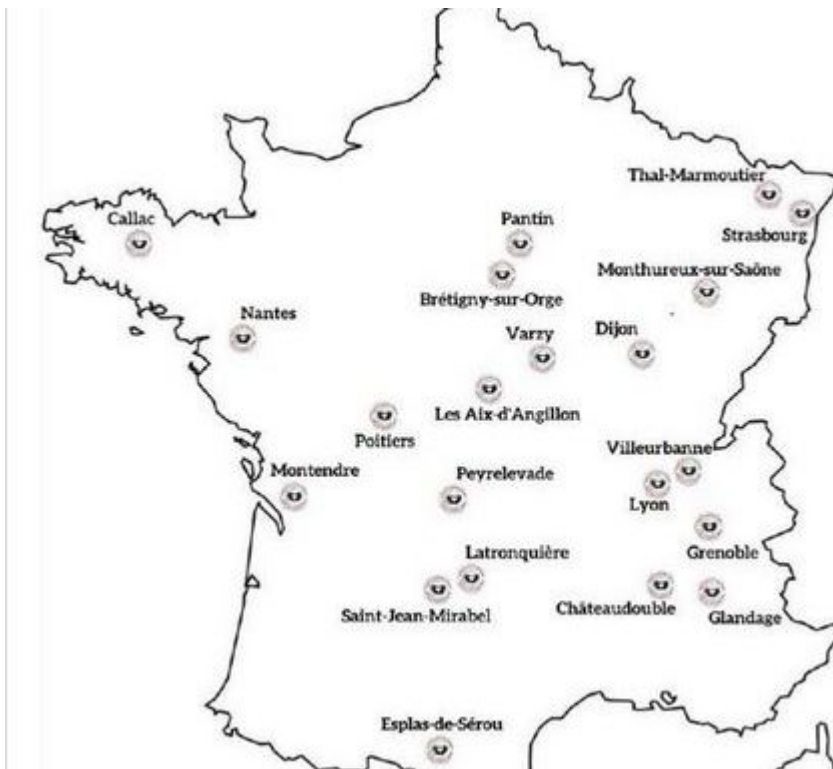 Thal-Marmoutier
Callac
Pantin
Strasbourg
Monthureux-sur-Saône
Brétigny-sur-Orge
Nantes
Varzy
Dijon
Les Aix-d'Angillon
Poitiers
Villeurbanne
Montendre
Peyrelevade
Lyon
Grenoble
Latronquière
Châteaudouble
Saint-Jean-Mirabel
Glandage
Esplas-de-Sérou